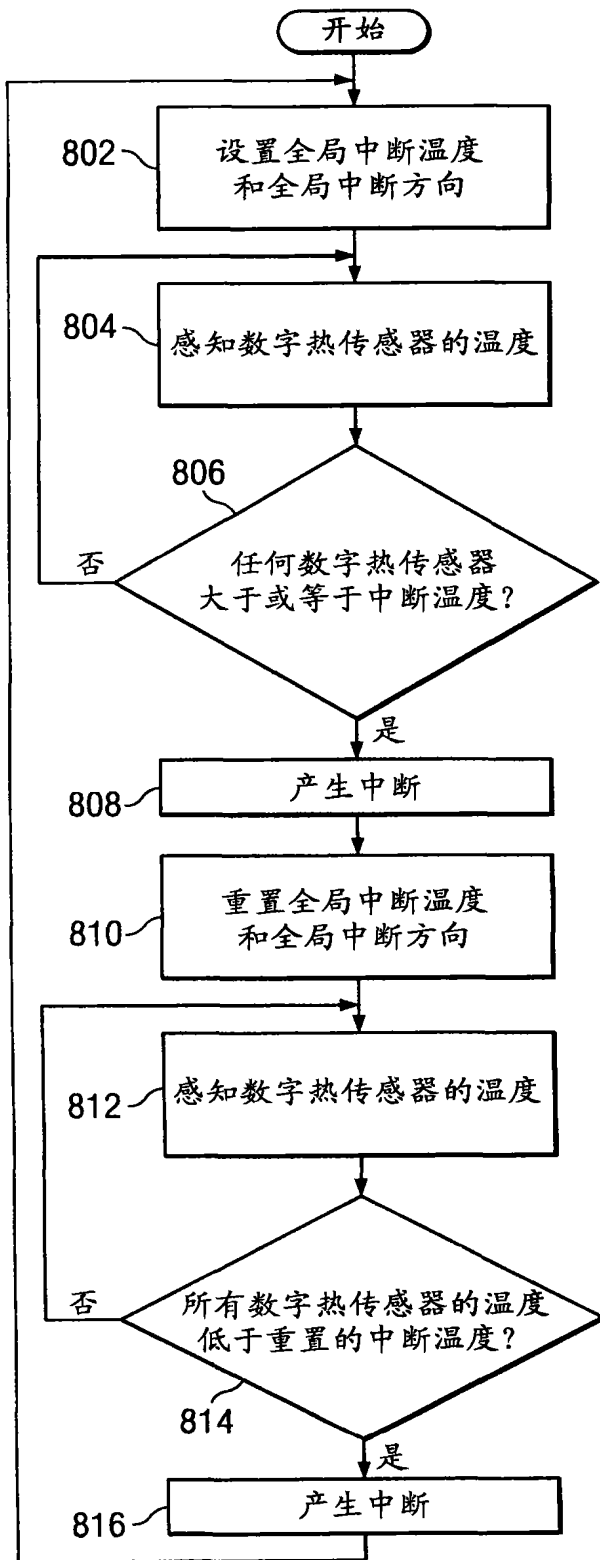 开始
802
设置全局中断温度
和全局中断方向
804
感知数字热传感器的温度
806
任何数字热传感器
大于或等于中断温度？
否
是
808
产生中断
810
重置全局中断温度
和全局中断方向
812
感知数字热传感器的温度
所有数字热传感器的温度
低于重置的中断温度？
否
814
是
816
产生中断